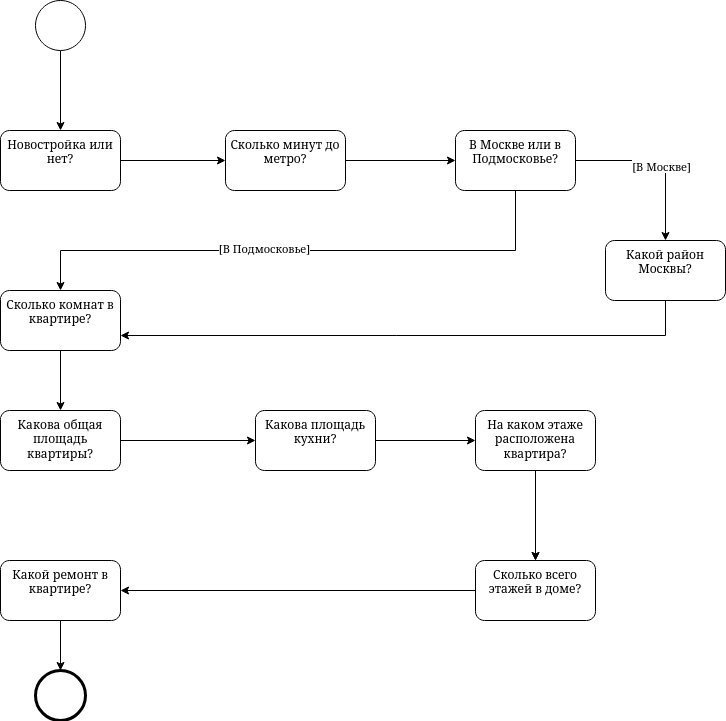 Новостройка или
нет?
Сколько минут до
метро?
В Москве или в
Подмосковье?
[В Москве]
[В Подмосковье]
Какой район
Москвы?
Сколько комнат в
квартире?
Какова общая
площадь
квартиры?
Какова площадь
кухни?
На каком этаже
расположена
квартира?
Какой ремонт в
квартире?
Сколько всего
этажей в доме?